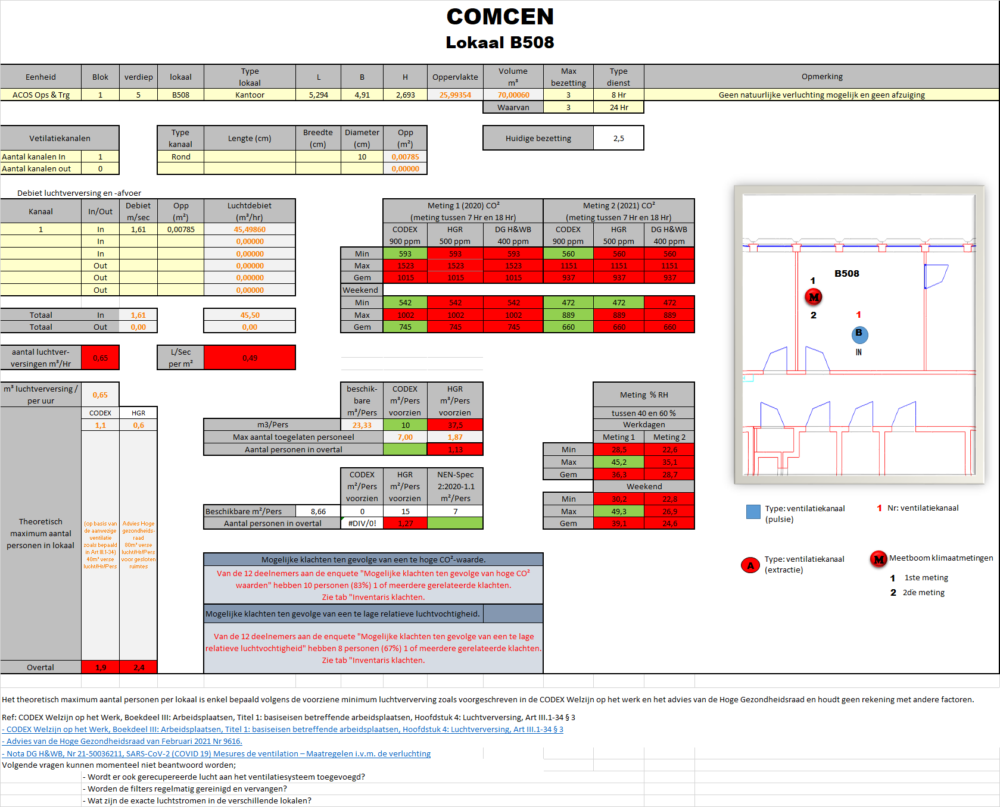 COMCEN
Lokaal B508
Eenheid Blok verdiep lokaal Type lokaal L B H Oppervlakte Volume m³ Max bezetting Type dienst Opmerking
ACOS Ops & Trg 1 5 B508 Kantoor 5,294 4,91 2,693 25,99354 70,00060 3 8 Hr Geen natuurlijke verluchting mogelijk en geen afzuiging
Waarvan 3 24 Hr
Vetilatiekanalen Type kanaal Lengte (cm) Breedte (cm) Diameter (cm) Opp (m²) Huidige bezetting 2,5
Aantal kanalen In 1 Rond 10 0,00785
Aantal kanalen out 0 0,00000
Debiet luchtverversing en -afvoer
Kanaal In/Out Debiet m/sec Opp (m²) Luchtdebiet (m³/hr)
1 In 1,61 0,00785 45,49860
In 0,00000
In 0,00000
Out 0,00000
Out 0,00000
Out 0,00000
Totaal In 1,61 45,50
Totaal Out 0,00 0,00
Meting 1 (2020) CO² (meting tussen 7 Hr en 18 Hr) Meting 2 (2021) CO² (meting tussen 7 Hr en 18 Hr)
CODEX HGR DG H&WB CODEX HGR DG H&WB
900 ppm 500 ppm 400 ppm 900 ppm 500 ppm 400 ppm
Min 593 593 593 560 560 560
Max 1523 1523 1523 1151 1151 1151
Gem 1015 1015 1015 937 937 937
Weekend
Min 542 542 542 472 472 472
Max 1002 1002 1002 889 889 889
Gem 745 745 745 660 660 660
B508
1
M
2
1
B
IN
aantal luchtver-
versingen m³/Hr 0,65
L/Sec
per m² 0,49
m³ luchtverversing /
per uur 0,65
CODEX HGR
1,1 0,6
Theoretisch
maximum aantal
personen in lokaal
(op basis van
de aanwezige
ventilatie
zoals bepaald
in Art III.1-34)
40m³ verse
lucht/Hr/Pers
Advies Hoge
gezondheids-
raad
80m³ verse
lucht/Hr/Pers
voor gesloten
ruimtes
Overtal 1,9 2,4
beschik-
bare
m³/Pers
CODEX
m³/Pers
voorzien
HGR
m³/Pers
voorzien
m3/Pers 23,33 10 37,5
Max aantal toegelaten personeel 7,00 1,87
Aantal personen in overtal 1,13
CODEX
m²/Pers
voorzien
HGR
m²/Pers
voorzien
NEN-Spec
2:2020-1.1
m²/Pers
Beschikbare m²/Pers 8,66 0 15 7
Aantal personen in overtal #DIV/0! 1,27
Meting % RH
tussen 40 en 60 %
Werkdagen
Meting 1 Meting 2
Min 28,5 22,6
Max 45,2 35,1
Gem 36,3 28,7
Weekend
Min 30,2 22,8
Max 49,3 26,9
Gem 39,1 24,6
Type: ventilatiekanaal
(pulsie)
1 Nr: ventilatiekanaal
A Type: ventilatiekanaal
(extractie)
M Meetboom klimaatmetingen
1 1ste meting
2 2de meting
Mogelijke klachten ten gevolge van een te hoge CO²-waarde.
Van de 12 deelnemers aan de enquete "Mogelijke klachten ten gevolge van hoge CO²
waarden" hebben 10 personen (83%) 1 of meerdere gerelateerde klachten.
Zie tab "Inventaris klachten.
Mogelijke klachten ten gevolge van een te lage relatieve luchtvochtigheid.
Van de 12 deelnemers aan de enquete "Mogelijke klachten ten gevolge van een te lage
relatieve luchtvochtigheid" hebben 8 personen (67%) 1 of meerdere gerelateerde klachten.
Zie tab "Inventaris klachten.
Het theoretisch maximum aantal personen per lokaal is enkel bepaald volgens de voorziene minimum luchtververving zoals voorgeschreven in de CODEX Welzijn op het werk en het advies van de Hoge Gezondheidsraad en houdt geen rekening met andere factoren.
Ref: CODEX Welzijn op het Werk, Boekdeel III: Arbeidsplaatsen, Titel 1: basiseisen betreffende arbeidsplaatsen, Hoofdstuk 4: Luchtverversing, Art III.1-34 § 3
- CODEX Welzijn op het Werk, Boekdeel III: Arbeidsplaatsen, Titel 1: basiseisen betreffende arbeidsplaatsen, Hoofdstuk 4: Luchtverversing, Art III.1-34 § 3
- Advies van de Hoge Gezondheidsraad van Februari 2021 Nr 9616.
- Nota DG H&WB, Nr 21-50036211, SARS-CoV-2 (COVID 19) Mesures de ventilation – Maatregelen i.v.m. de verluchting
Volgende vragen kunnen momenteel niet beantwoord worden;
- Wordt er ook gerecupereerde lucht aan het ventilatiesysteem toegevoegd?
- Worden de filters regelmatig gereinigd en vervangen?
- Wat zijn de exacte luchtstromen in de verschillende lokalen?